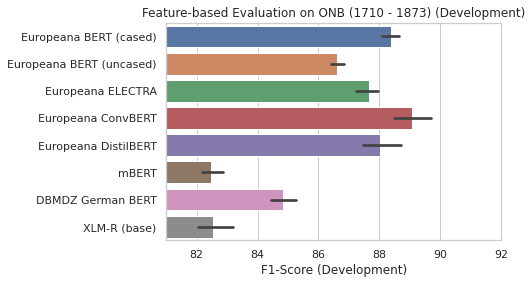 Feature-based Evaluation on ONB (1710 - 1873) (Development)
Europeana BERT (cased)
Europeana BERT (uncased)
Europeana ELECTRA
Europeana ConvBERT
Europeana DistilBERT
mBERT
DBMDZ German BERT
XLM-R (base)
82 84 86 88 90 92
F1-Score (Development)